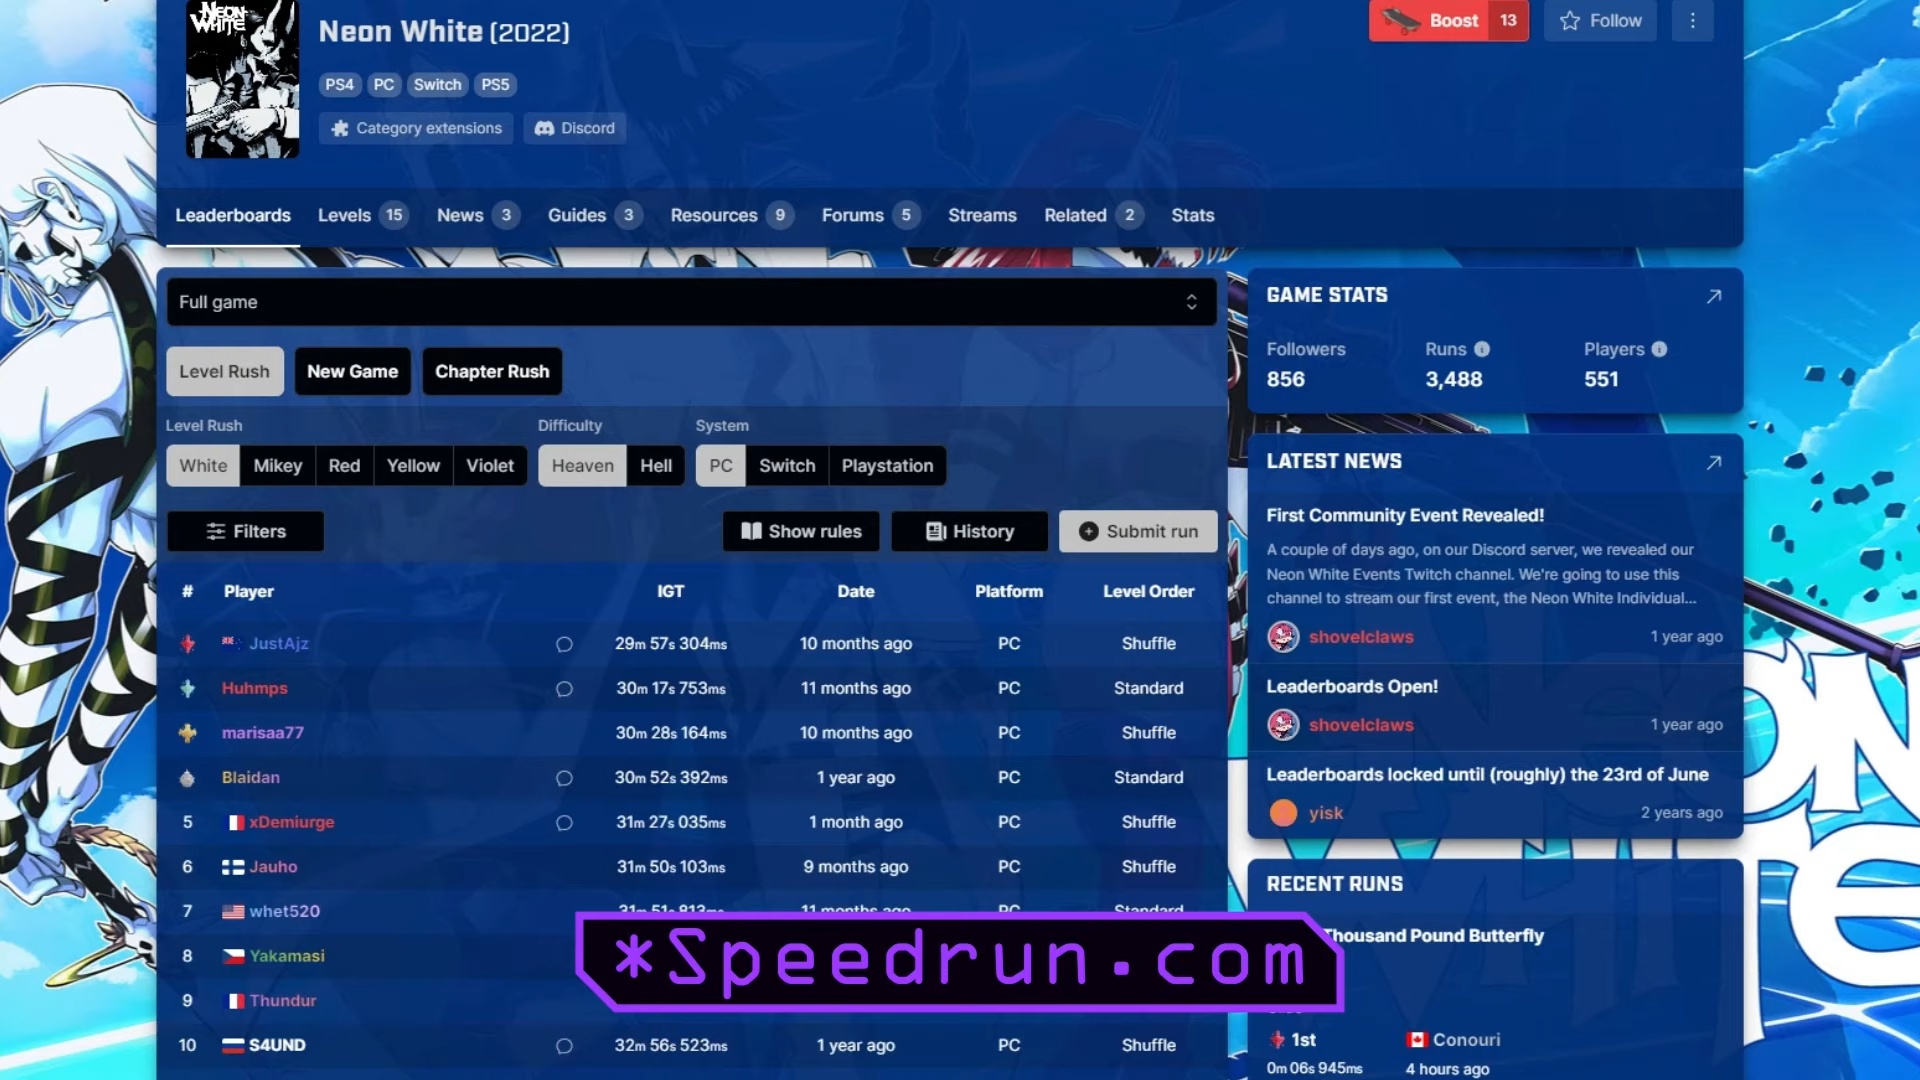 NEON WHITE
Neon White (2022)
Boost 13
Follow
PS4 PC Switch PS5
Category extensions Discord
Leaderboards Levels 15 News 3 Guides 3 Resources 9 Forums 5 Streams Related 2 Stats
Full game
Level Rush New Game Chapter Rush
Level Rush Difficulty System
White Mikey Red Yellow Violet Heaven Hell PC Switch Playstation
Filters Show rules History Submit run
# Player IGT Date Platform Level Order
JustAjz 29m 57s 304ms 10 months ago PC Shuffle
Huhmps 30m 17s 753ms 11 months ago PC Standard
marisaa77 30m 28s 164ms 10 months ago PC Shuffle
Blaidan 30m 52s 392ms 1 year ago PC Standard
5 xDemiurge 31m 27s 035ms 1 month ago PC Shuffle
6 Jauho 31m 50s 103ms 9 months ago PC Shuffle
7 whet520 31m 51s 813ms 11 months ago PC Standard
8 Yakamasi
9 Thundur
10 S4UND 32m 56s 523ms 1 year ago PC Shuffle
GAME STATS
Followers Runs Players
856 3,488 551
LATEST NEWS
First Community Event Revealed!
A couple of days ago, on our Discord server, we revealed our
Neon White Events Twitch channel. We're going to use this
channel to stream our first event, the Neon White Individual...
shovelclaws 1 year ago
Leaderboards Open!
shovelclaws 1 year ago
Leaderboards locked until (roughly) the 23rd of June
yisk 2 years ago
RECENT RUNS
Thousand Pound Butterfly
1st Conouri
0m 06s 945ms 4 hours ago
*Speedrun.com